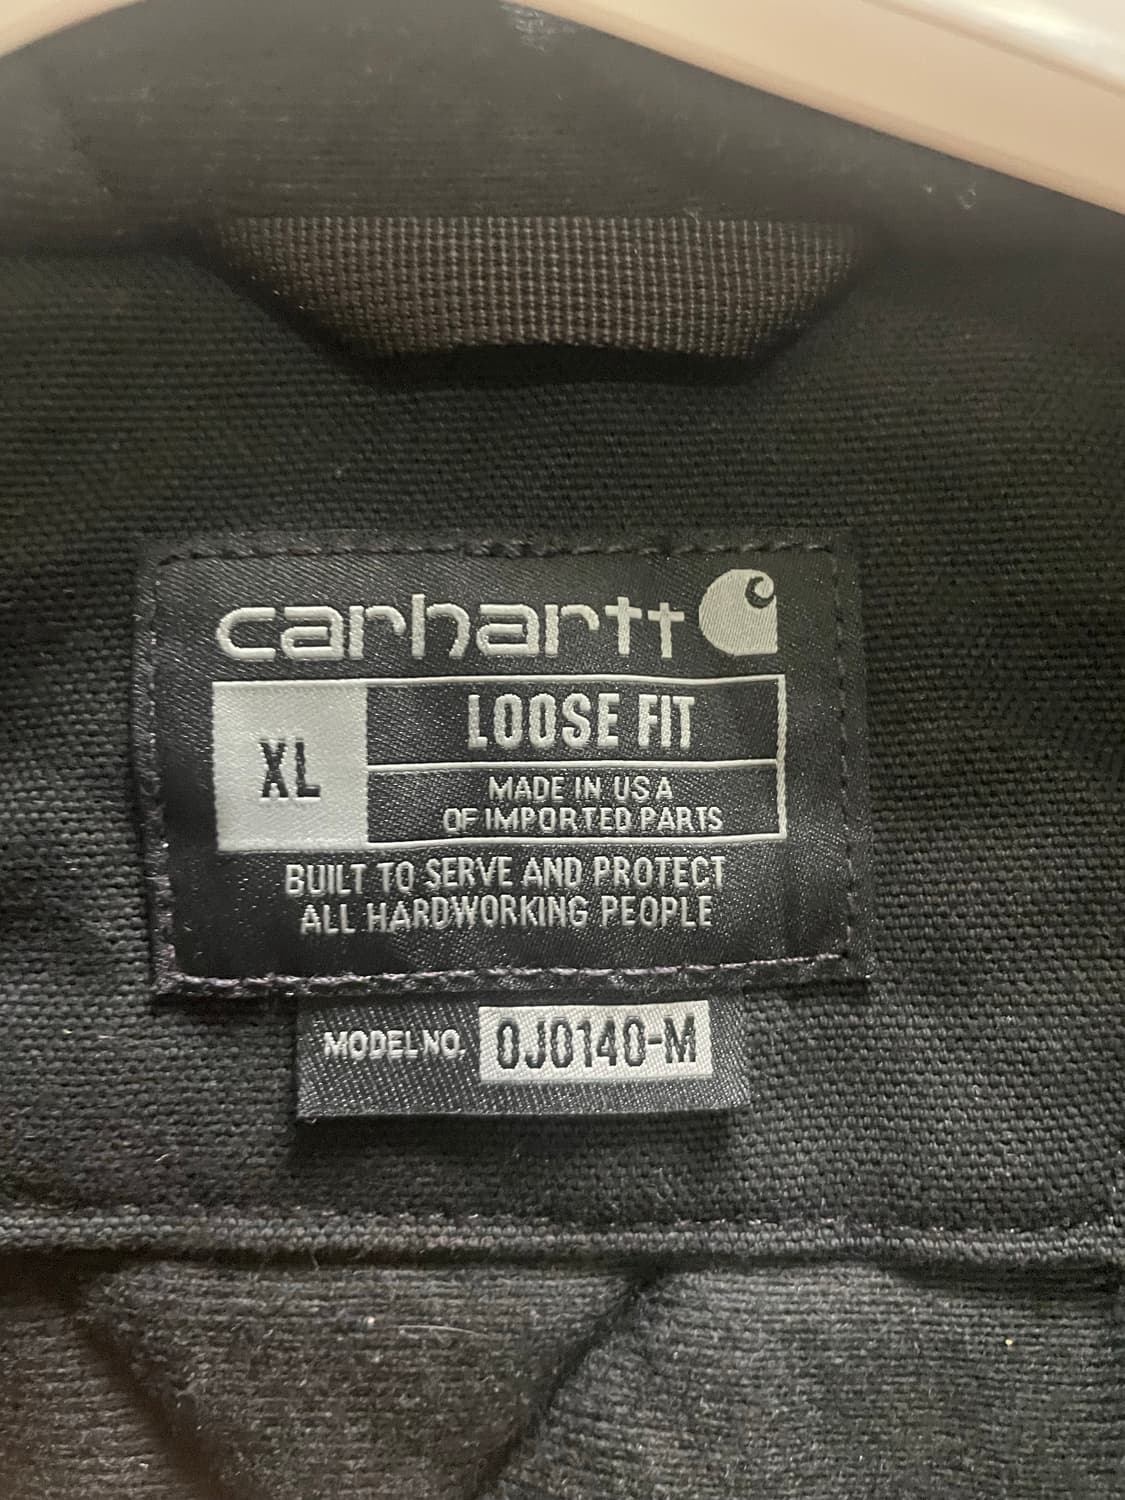 carhartt
XL
LOOSE FIT
MADE IN USA
OF IMPORTED PARTS
BUILT TO SERVE AND PROTECT
ALL HARDWORKING PEOPLE
MODEL NO. 0J0140-M